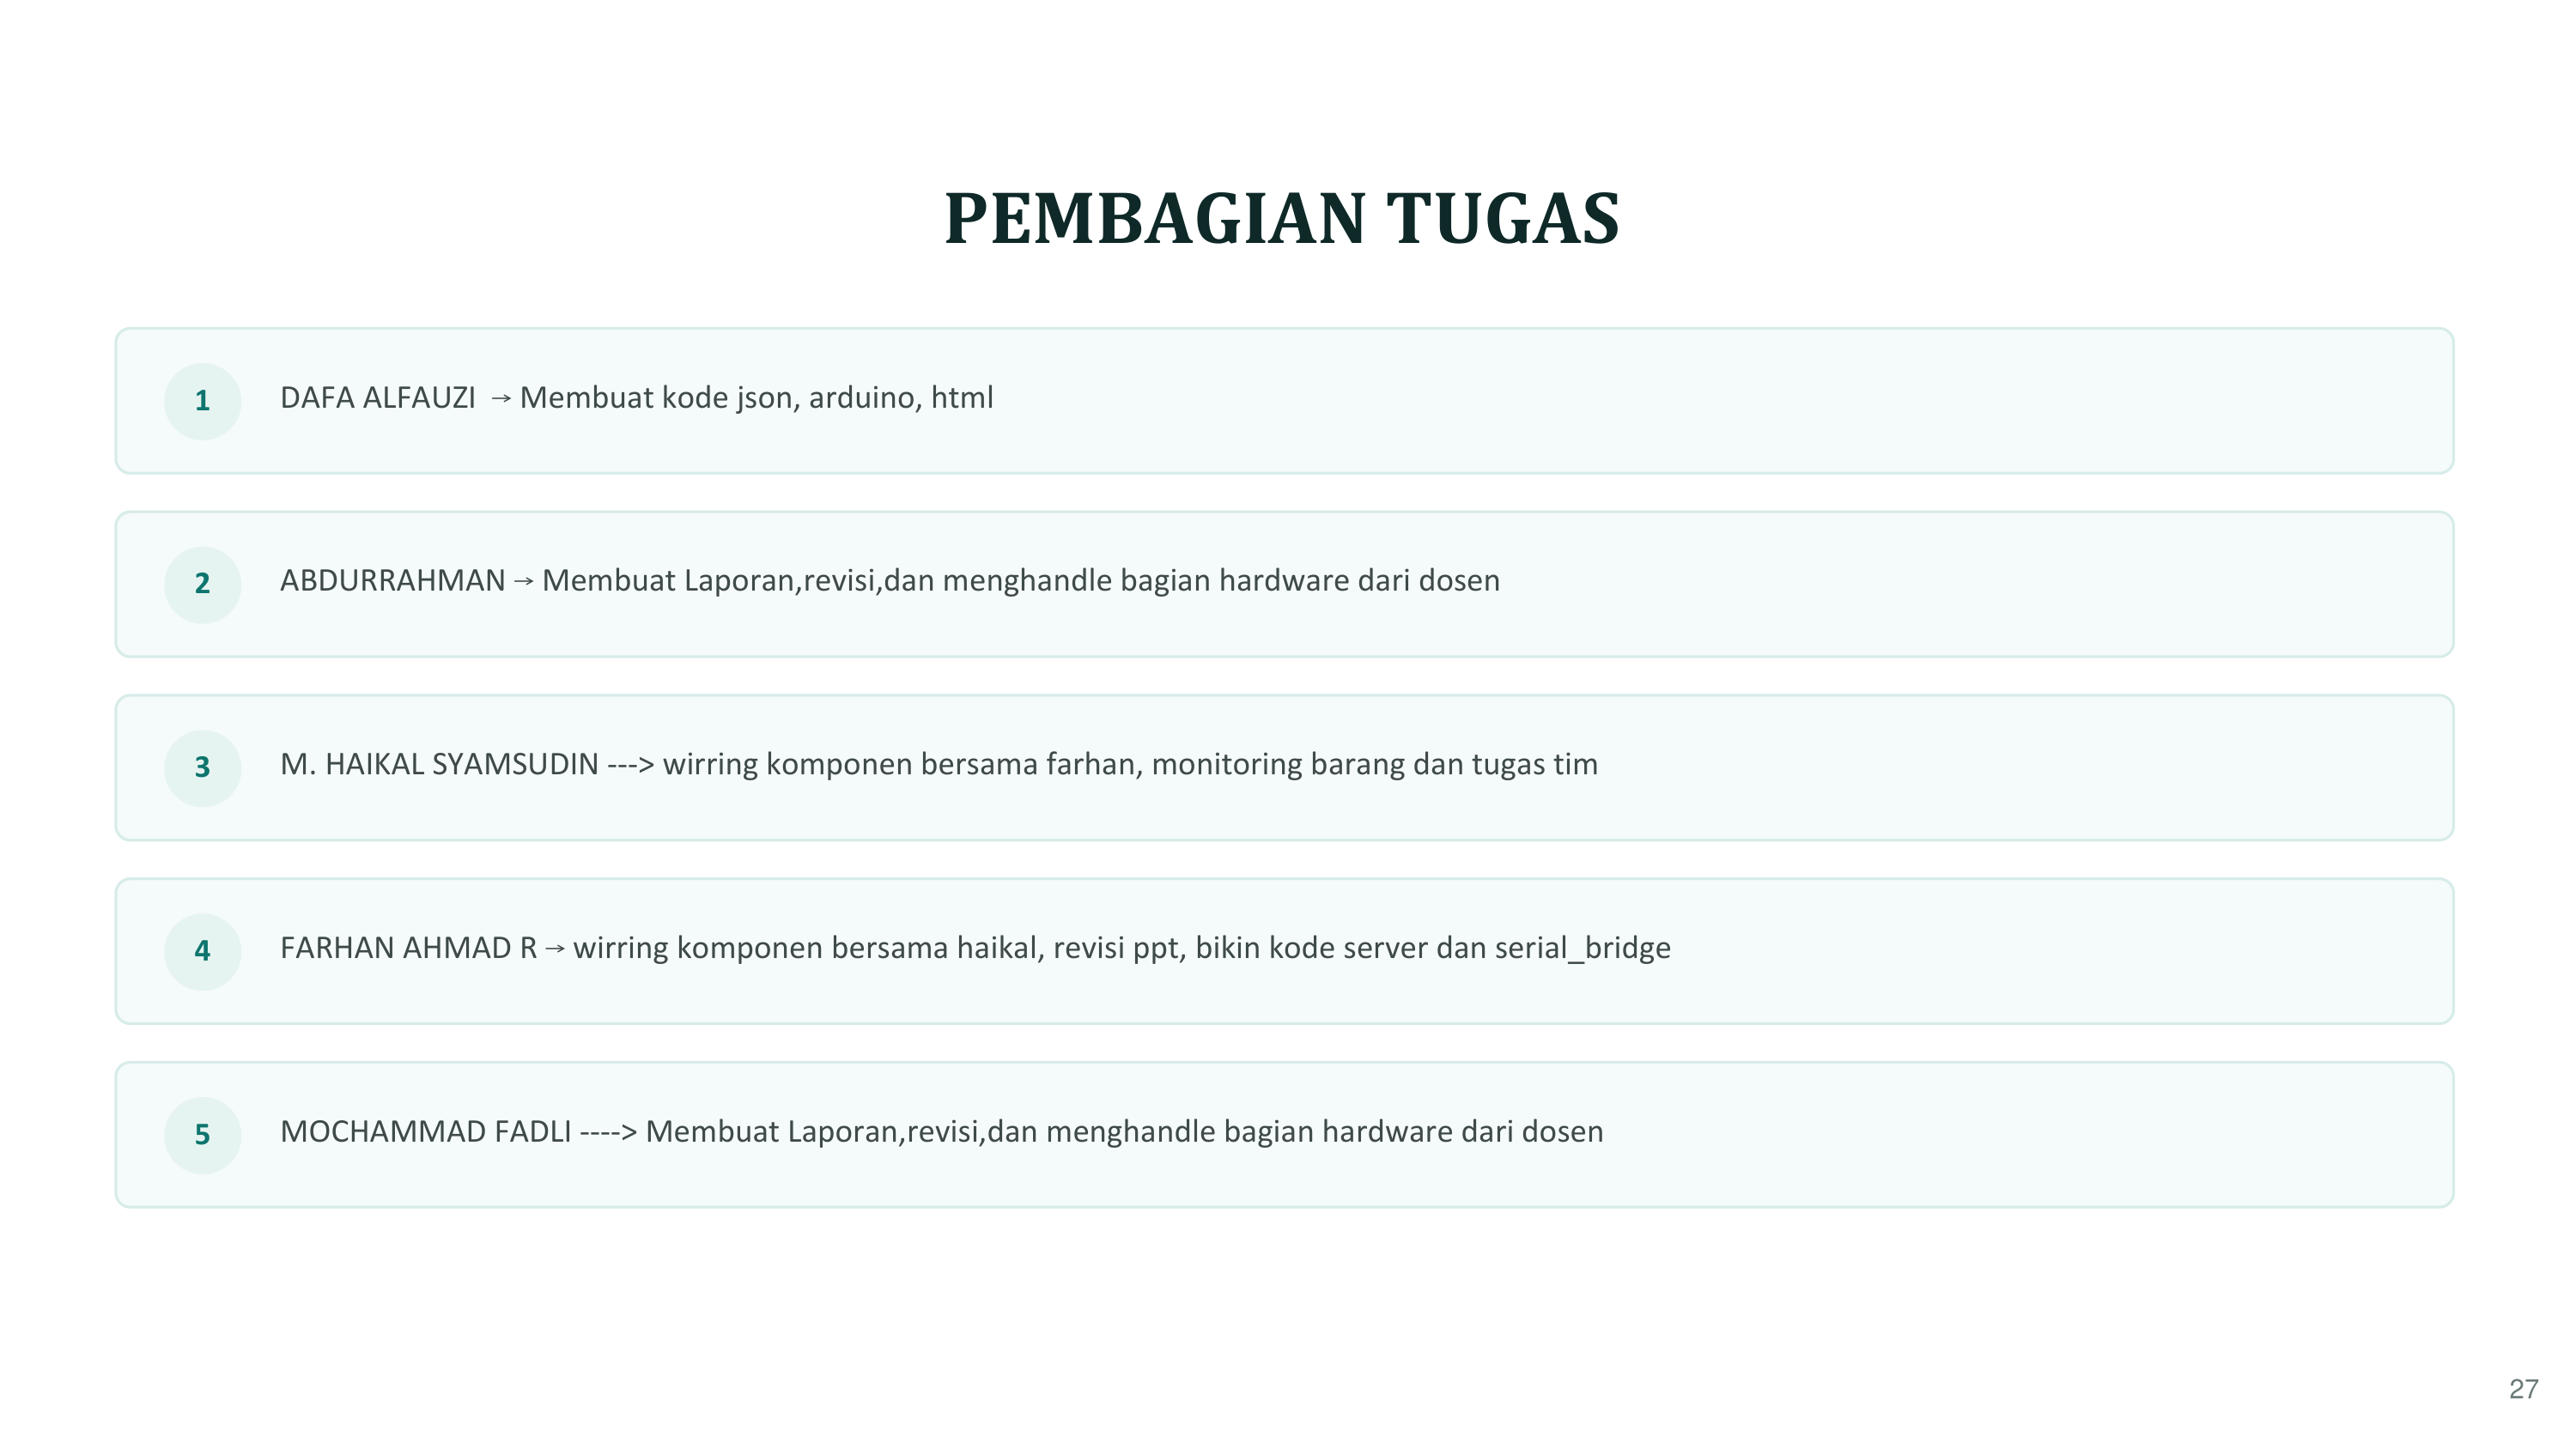 PEMBAGIAN TUGAS
1 DAFA ALFAUZI → Membuat kode json, arduino, html
2 ABDURRAHMAN → Membuat Laporan,revisi,dan menghandle bagian hardware dari dosen
3 M. HAIKAL SYAMSUDIN ---> wirring komponen bersama farhan, monitoring barang dan tugas tim
4 FARHAN AHMAD R → wirring komponen bersama haikal, revisi ppt, bikin kode server dan serial_bridge
5 MOCHAMMAD FADLI ----> Membuat Laporan,revisi,dan menghandle bagian hardware dari dosen
27